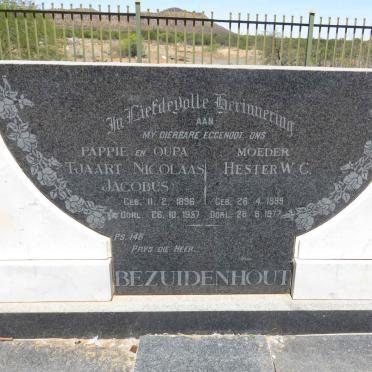 In Liefdevolle Herinnering
AAN
MY DIERBARE EGGENOOT, ONS
PAPPIE EN OUPA MOEDER
TJAART NICOLAAS HESTER W. C.
JACOBUS
GEB. 11. 2. 1896 GEB. 26. 4. 1899
OORL. 26. 10. 1957 OORL. 28. 8. 1977
PS. 146
PRYS DIE HEER.
BEZUIDENHOUT